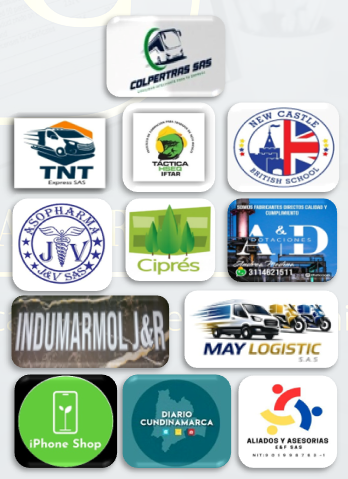 COLPERTRAS SAS
TNT
Express SAS
TÁCTICA
HSEQ
IFTAR
NEW CASTLE
BRITISH SCHOOL
ASOPHARMA
J V
J&V SAS
Ciprés
SOMOS FABRICANTES DIRECTOS CALIDAD Y
CUMPLIMIENTO
A&D
DOTACIONES
3114621511
INDUMARMOL J&R
MAY LOGISTIC
S.A.S
iPhone Shop
DIARIO
CUNDINAMARCA
ALIADOS Y ASESORIAS
E&F SAS